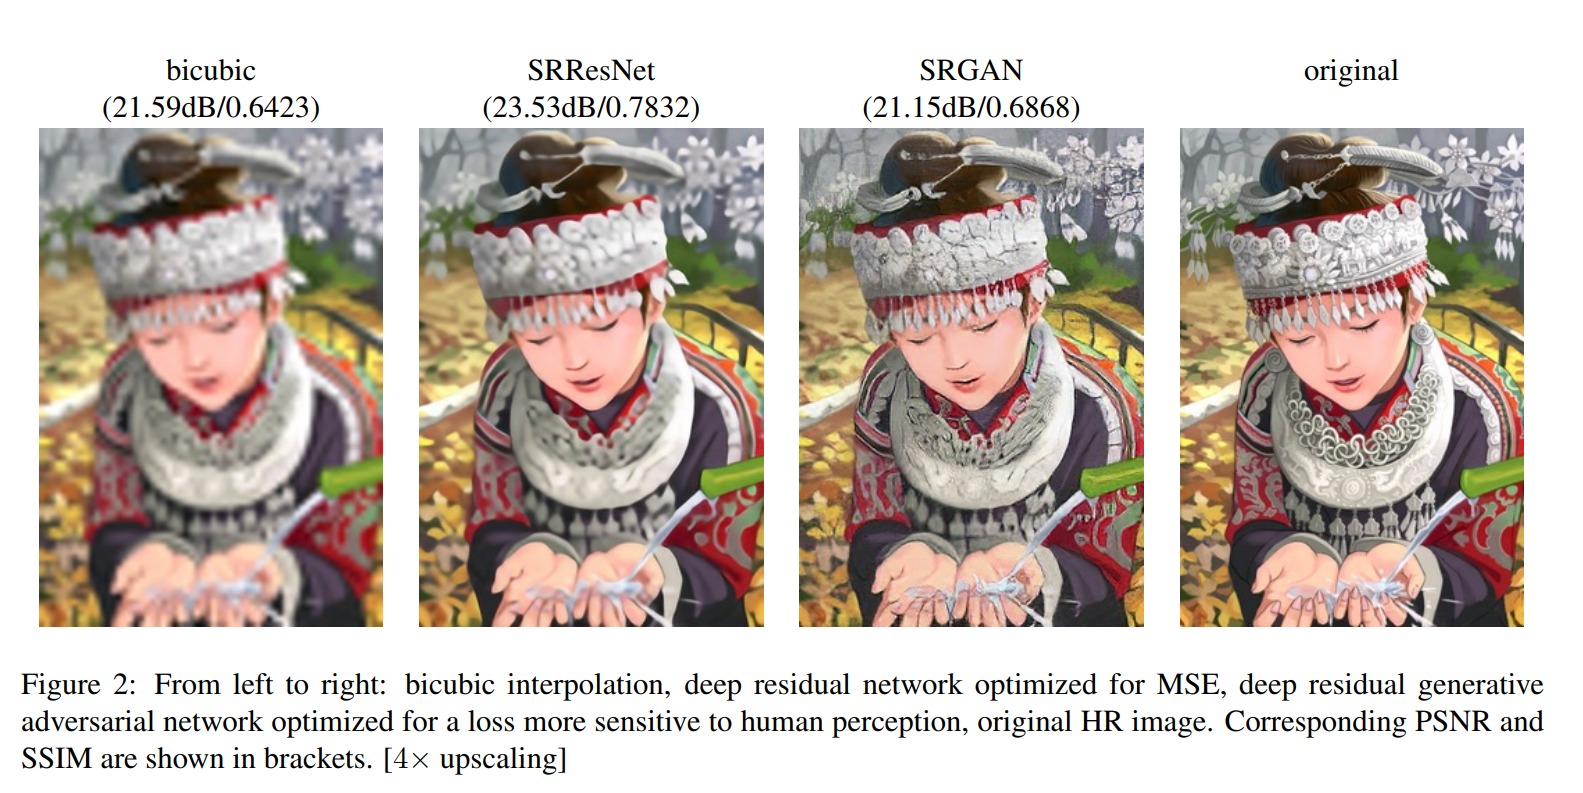 bicubic
(21.59dB/0.6423)
SRResNet
(23.53dB/0.7832)
SRGAN
(21.15dB/0.6868)
original
Figure 2: From left to right: bicubic interpolation, deep residual network optimized for MSE, deep residual generative
adversarial network optimized for a loss more sensitive to human perception, original HR image. Corresponding PSNR and
SSIM are shown in brackets. [4× upscaling]